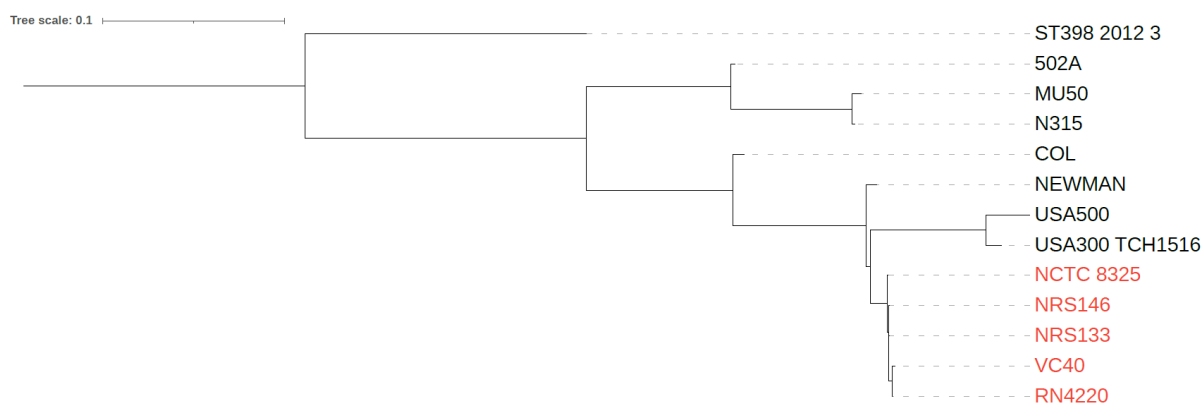 Tree scale: 0.1
ST398 2012 3
502A
MU50
N315
COL
NEWMAN
USA500
USA300 TCH1516
NCTC 8325
NRS146
NRS133
VC40
RN4220